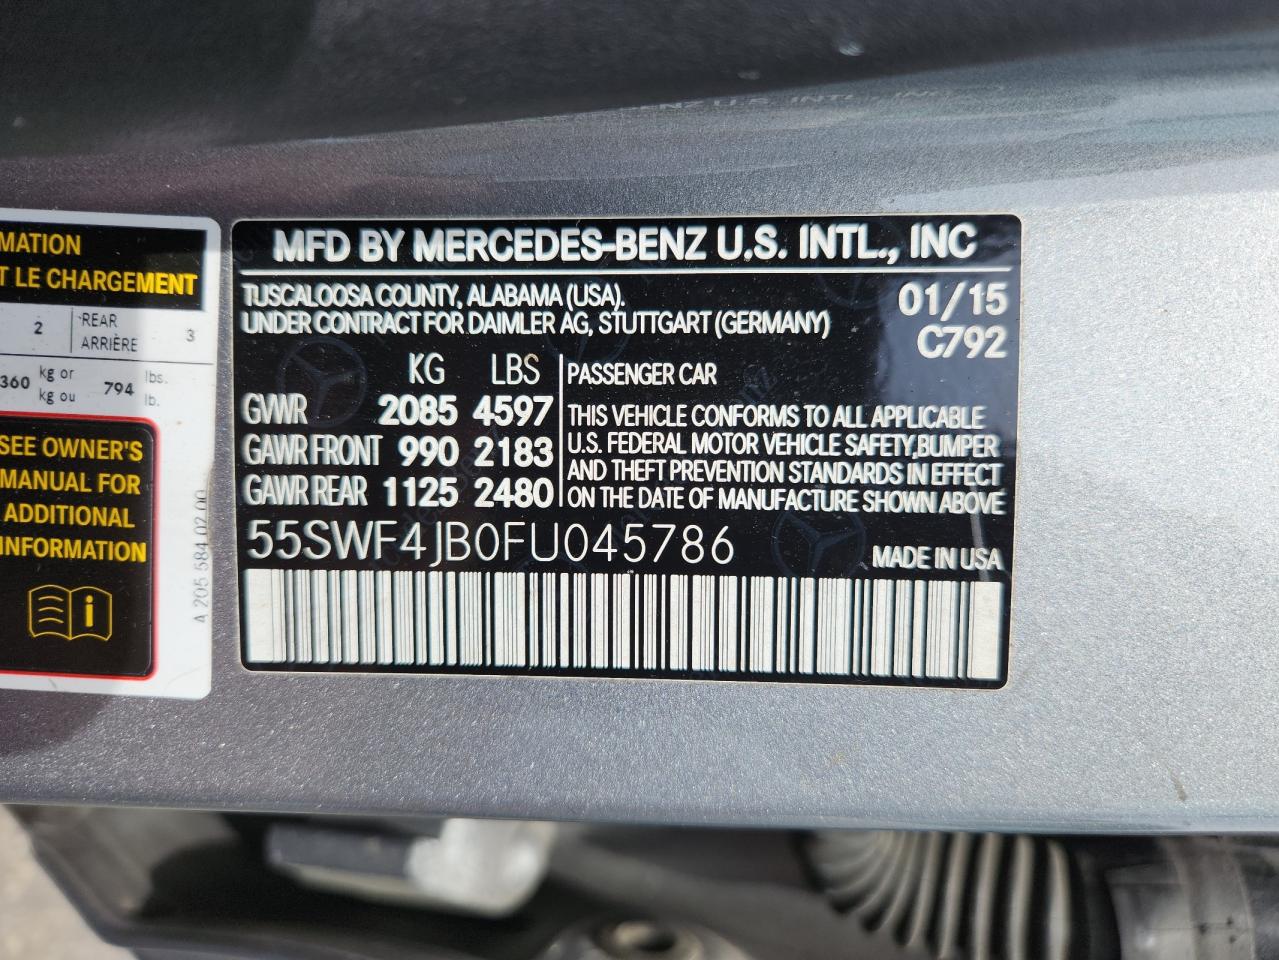 MATION
T LE CHARGEMENT
2 REAR ARRIÈRE 3
360 kg or kg ou 794 lbs. lb.
SEE OWNER'S
MANUAL FOR
ADDITIONAL
INFORMATION
i
A 205 584 02 00
MFD BY MERCEDES-BENZ U.S. INTL., INC
TUSCALOOSA COUNTY, ALABAMA (USA). 01/15
UNDER CONTRACT FOR DAIMLER AG, STUTTGART (GERMANY) C792
KG LBS
GVWR 2085 4597
GAWR FRONT 990 2183
GAWR REAR 1125 2480
PASSENGER CAR
THIS VEHICLE CONFORMS TO ALL APPLICABLE
U.S. FEDERAL MOTOR VEHICLE SAFETY,BUMPER
AND THEFT PREVENTION STANDARDS IN EFFECT
ON THE DATE OF MANUFACTURE SHOWN ABOVE
55SWF4JB0FU045786
MADE IN USA